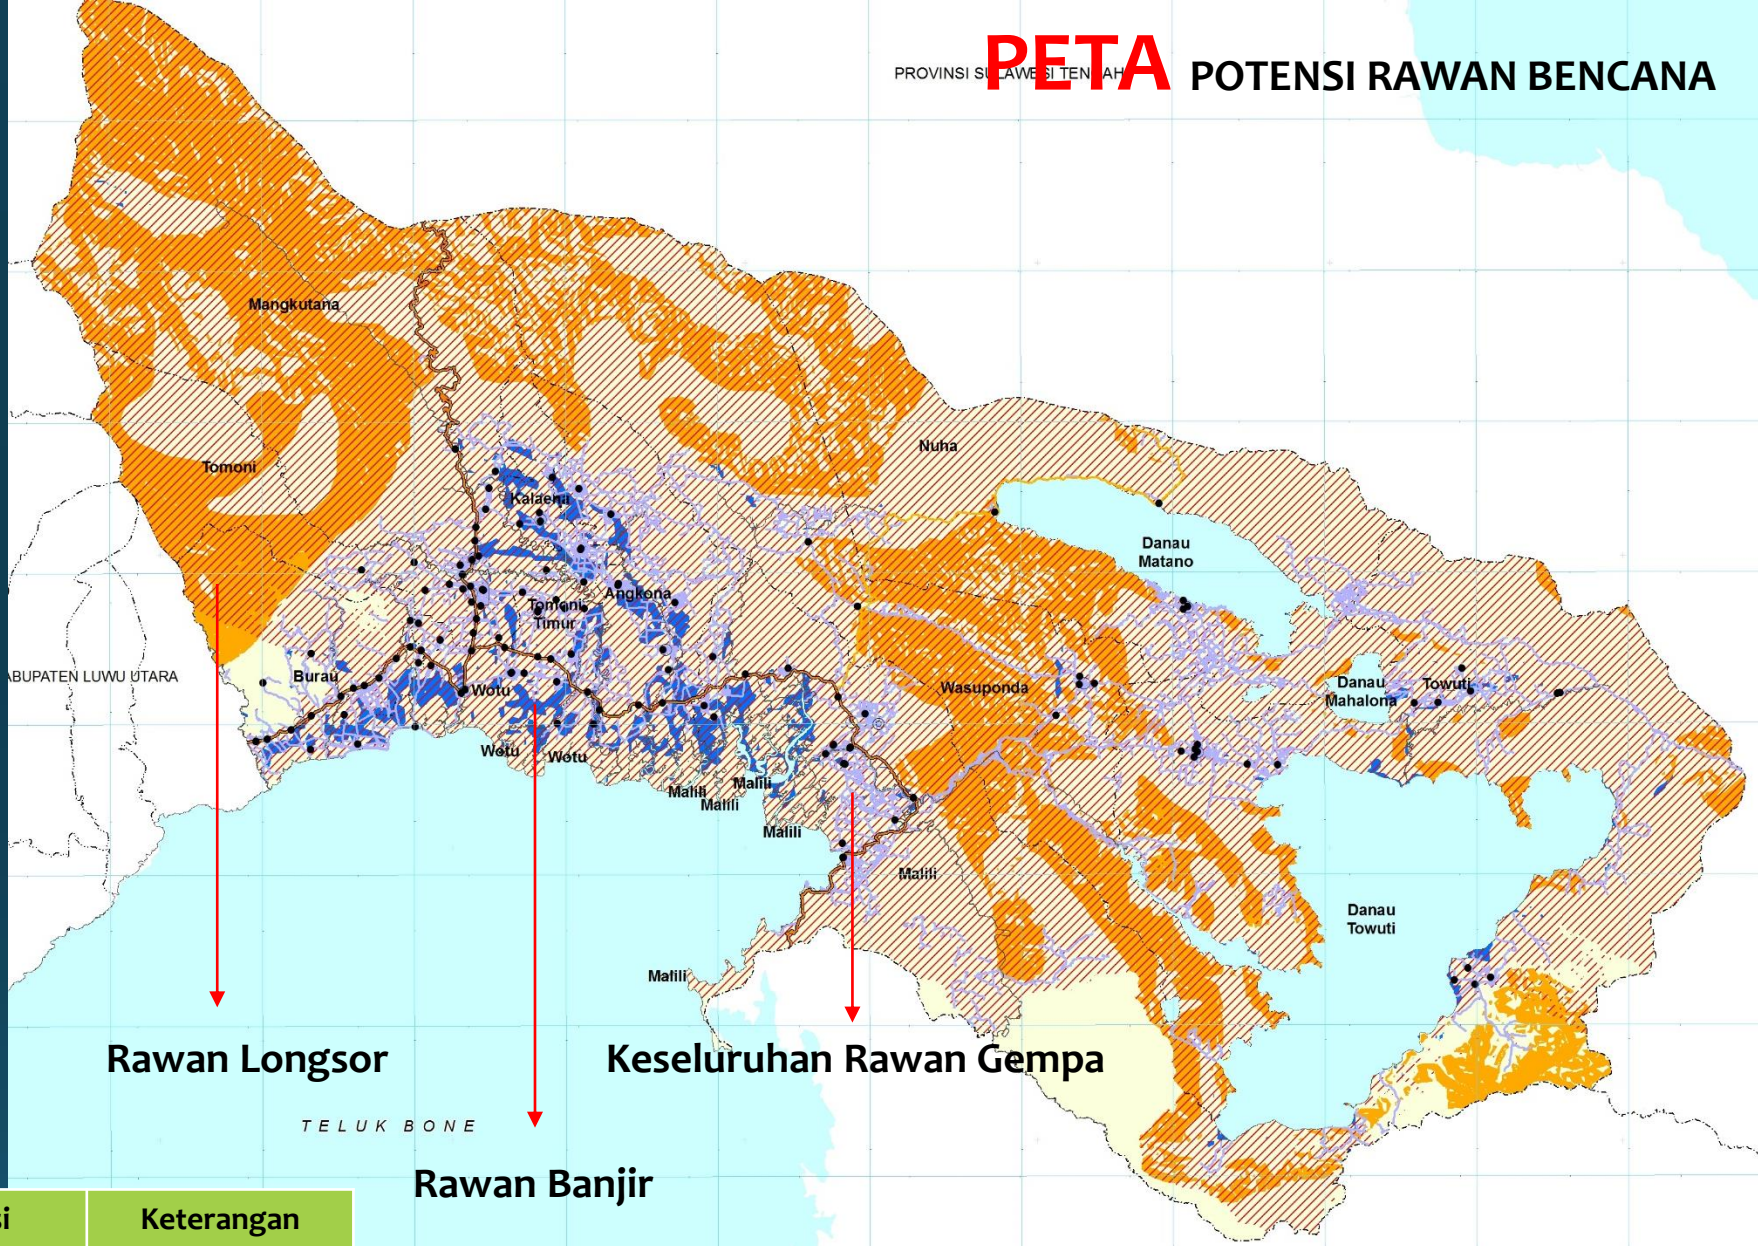 PETA POTENSI RAWAN BENCANA
PROVINSI SULAWESI TENGAH
Mangkutana
Nuha
Tomoni
Kalaena
Danau
Matano
Angkona
Tomoni
Timur
KABUPATEN LUWU UTARA
Burau
Wotu
Wasuponda
Danau
Mahalona
Towuti
Wotu
Wotu
Malili
Malili
Malili
Malili
Malili
Danau
Towuti
Malili
Rawan Longsor
Keseluruhan Rawan Gempa
TELUK BONE
Rawan Banjir
Keterangan